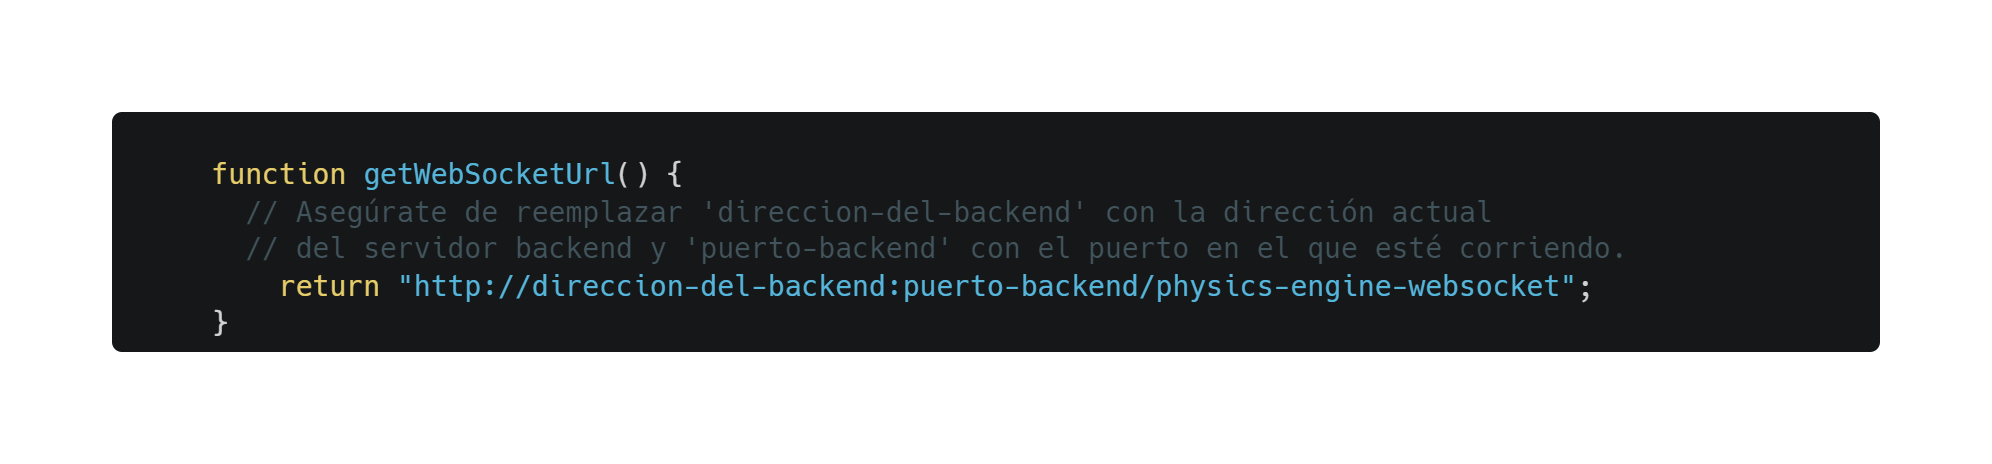 function getWebSocketUrl() {
// Asegúrate de reemplazar 'direccion-del-backend' con la dirección actual
// del servidor backend y 'puerto-backend' con el puerto en el que esté corriendo.
return "http://direccion-del-backend:puerto-backend/physics-engine-websocket";
}